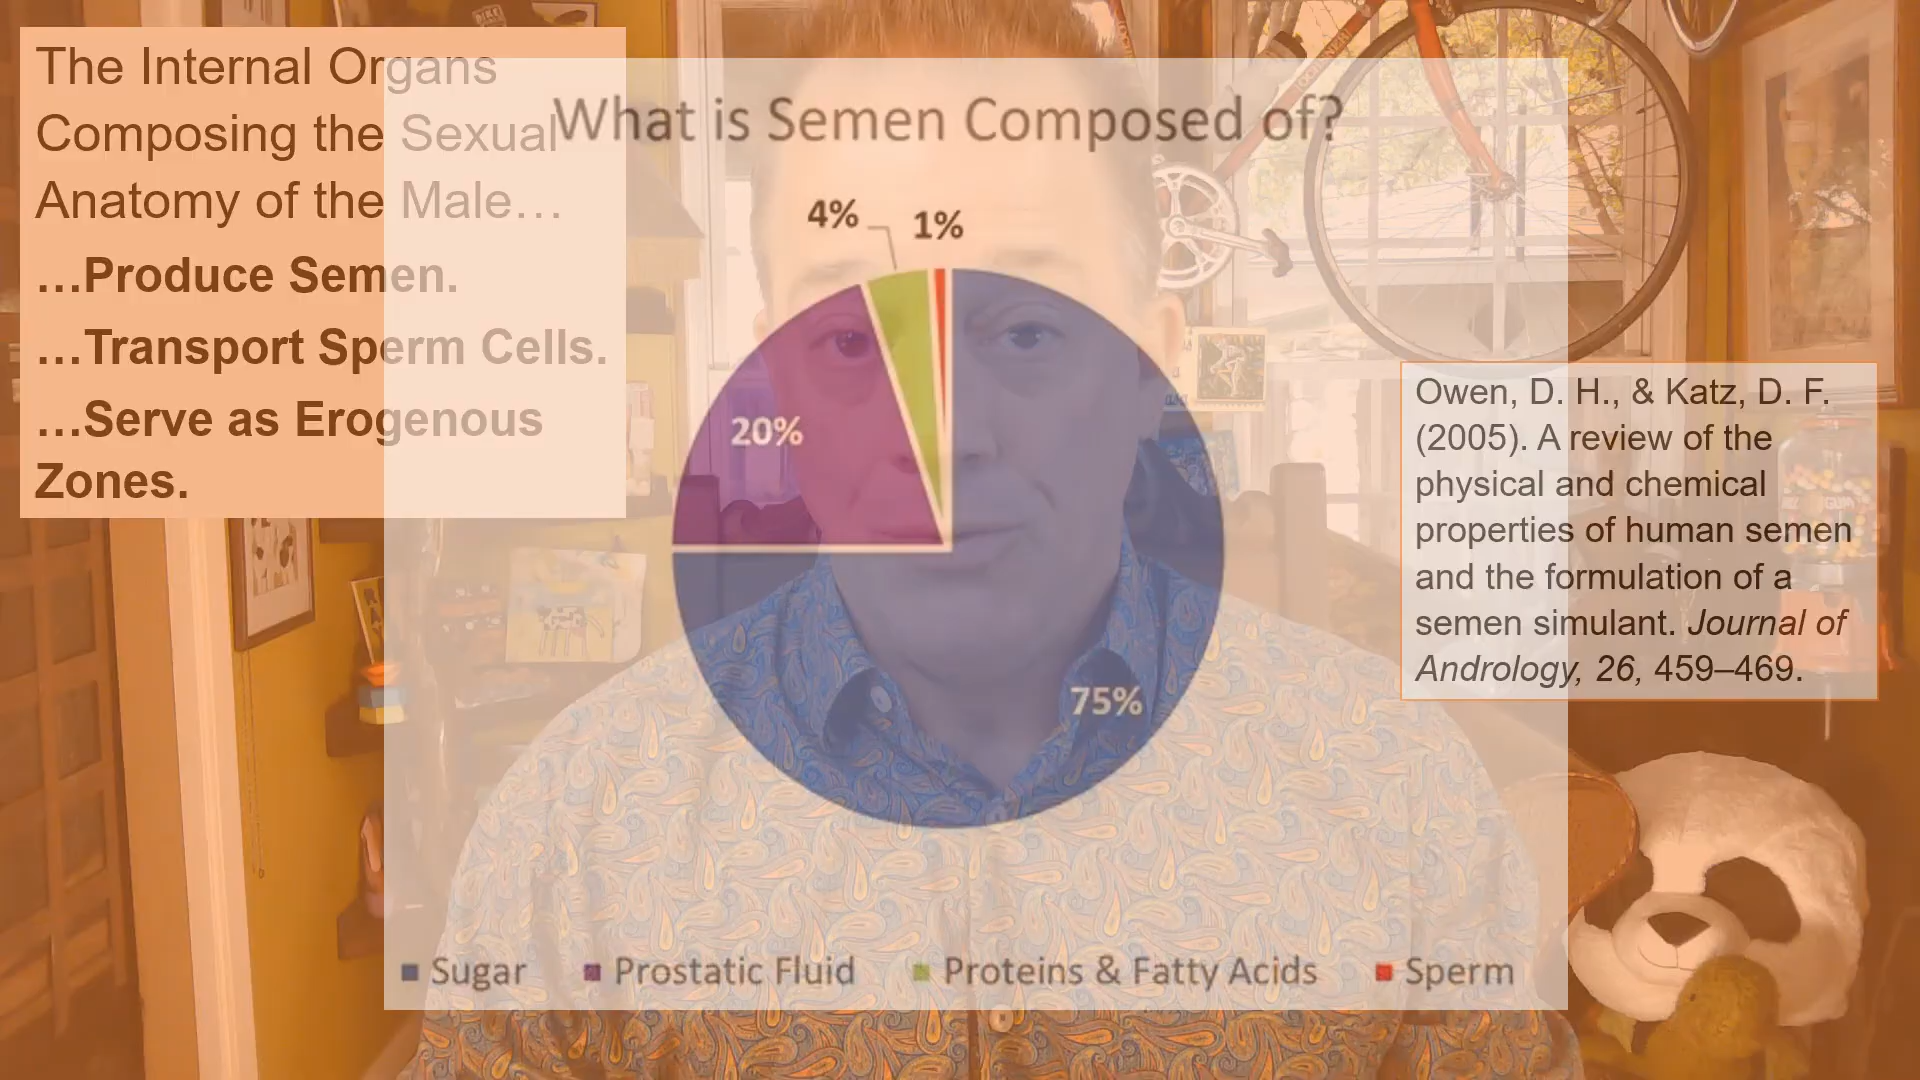 The Internal Organs
Composing the Sexual
Anatomy of the Male…
…Produce Semen.
…Transport Sperm Cells.
…Serve as Erogenous
Zones.
What is Semen Composed of?
4%
1%
20%
75%
Sugar
Prostatic Fluid
Proteins & Fatty Acids
Sperm
Owen, D. H., & Katz, D. F.
(2005). A review of the
physical and chemical
properties of human semen
and the formulation of a
semen simulant. Journal of
Andrology, 26, 459–469.